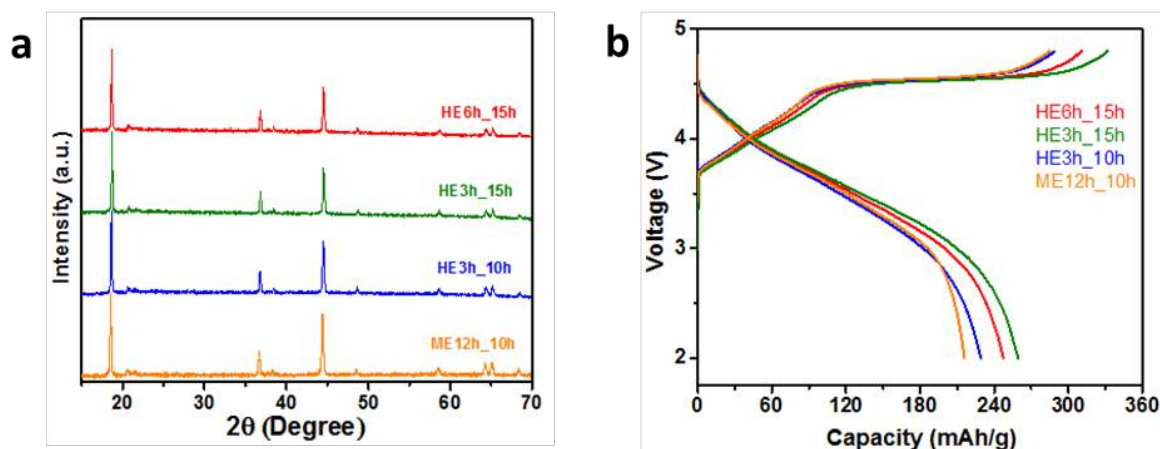 a
Intensity (a.u.)
HE6h_15h
HE3h_15h
HE3h_10h
ME12h_10h
20 30 40 50 60 70
2θ (Degree)
b
Voltage (V)
5
4
3
2
HE6h_15h
HE3h_15h
HE3h_10h
ME12h_10h
0 60 120 180 240 300 360
Capacity (mAh/g)